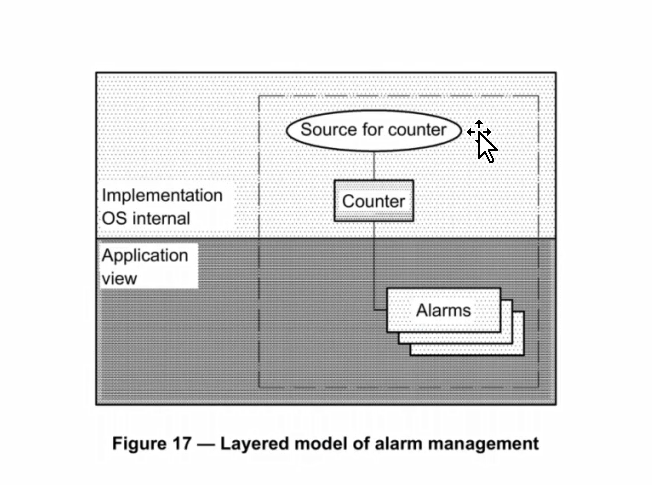 Source for counter
Counter
Implementation
OS internal
Application
view
Alarms
Figure 17 — Layered model of alarm management